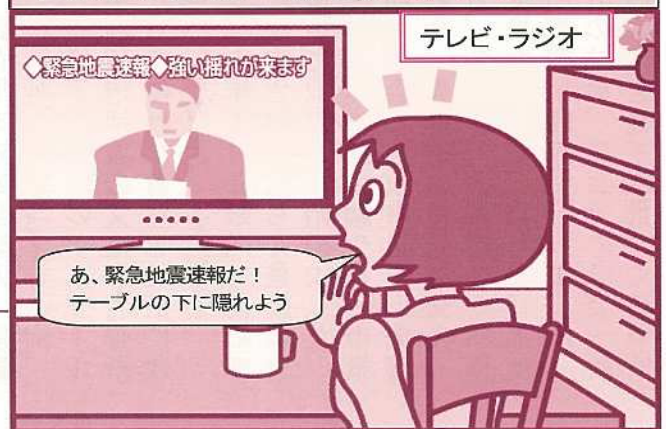 テレビ・ラジオ
◆緊急地震速報◆強い揺れが来ます
あ、緊急地震速報だ！
テーブルの下に隠れよう